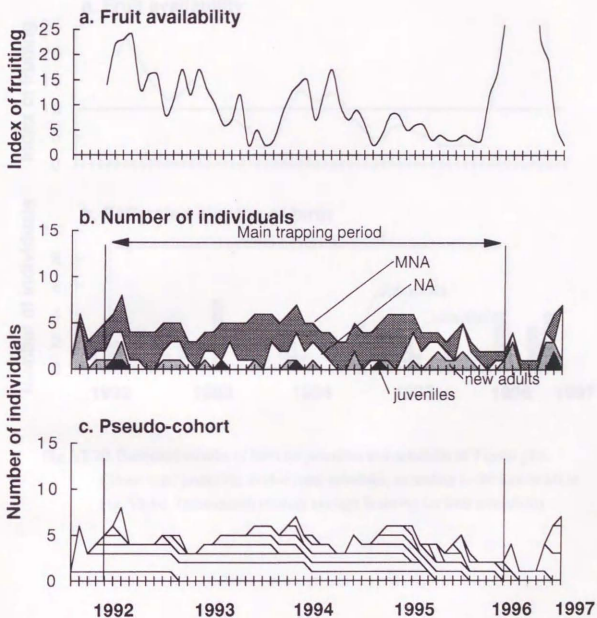 a. Fruit availability
Index of fruiting
25
20
15
10
5
0
b. Number of individuals
Main trapping period
15
10
5
0
MNA
NA
new adults
juveniles
Number of individuals
c. Pseudo-cohort
15
10
5
0
1992 1993 1994 1995 1996 1997